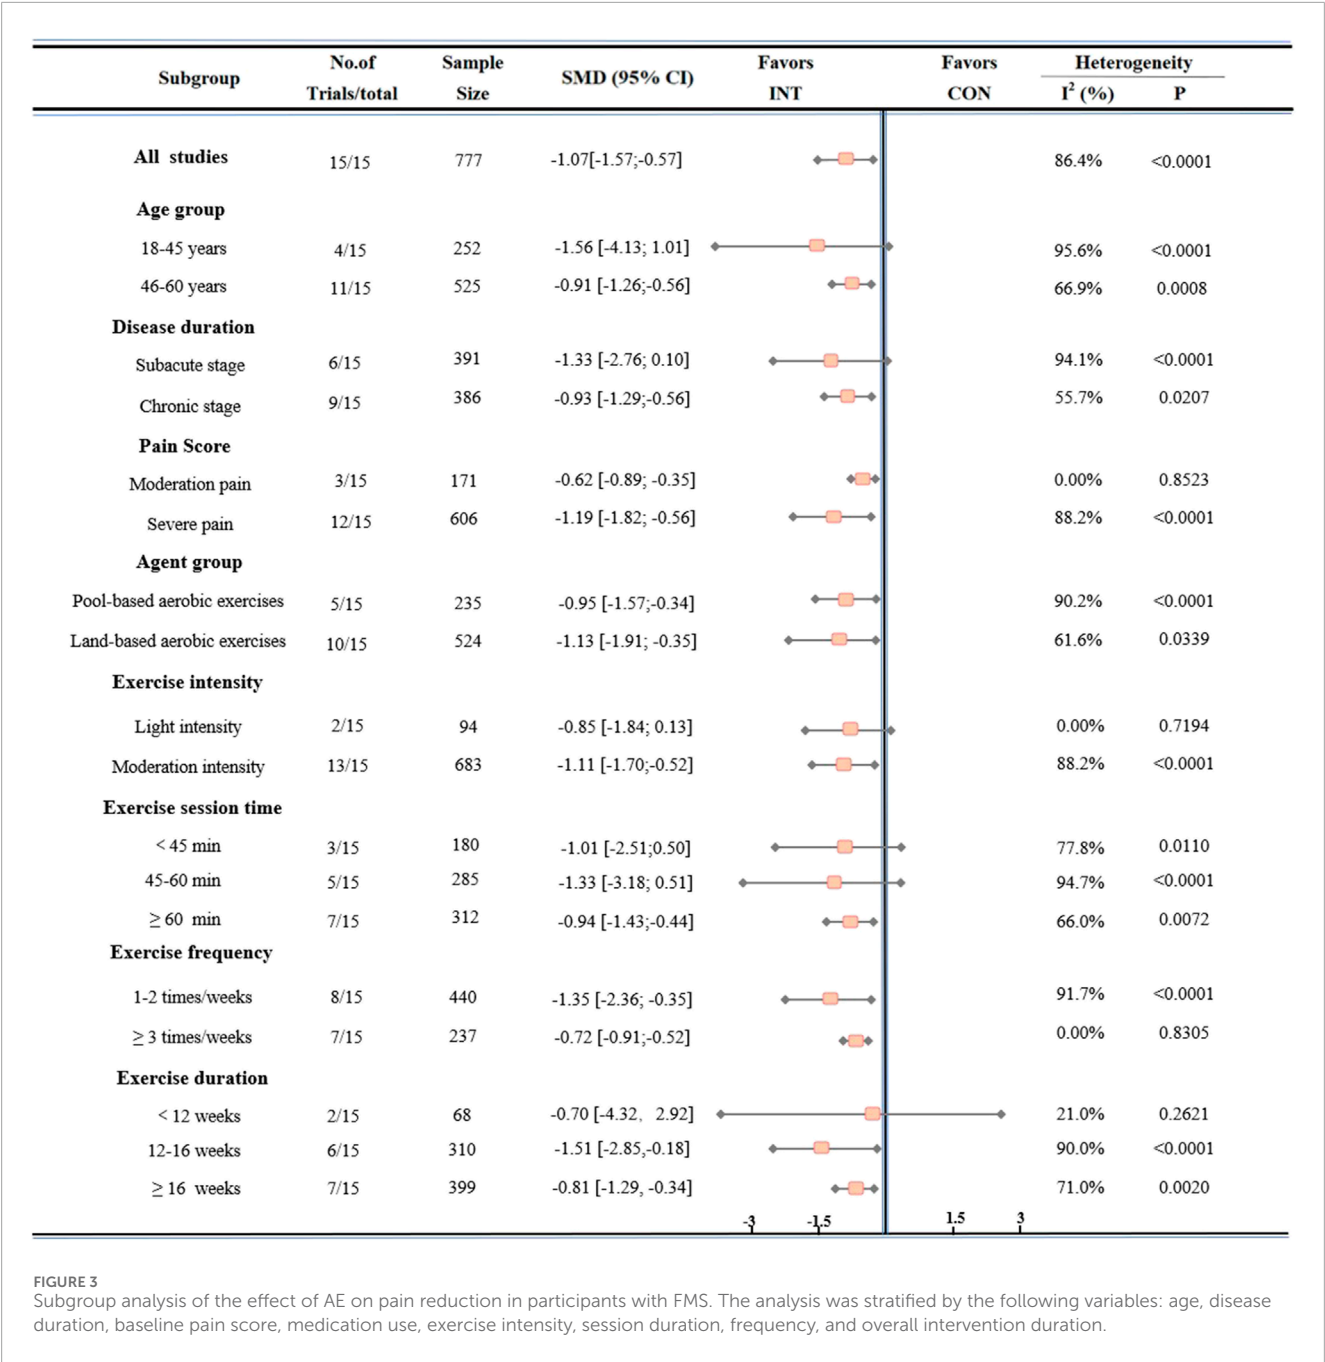 Subgroup No.of Trials/total Sample Size SMD (95% CI) Favors INT Favors CON Heterogeneity I² (%) P
All studies 15/15 777 -1.07[-1.57;-0.57] 86.4% <0.0001
Age group
18-45 years 4/15 252 -1.56 [-4.13; 1.01] 95.6% <0.0001
46-60 years 11/15 525 -0.91 [-1.26;-0.56] 66.9% 0.0008
Disease duration
Subacute stage 6/15 391 -1.33 [-2.76; 0.10] 94.1% <0.0001
Chronic stage 9/15 386 -0.93 [-1.29;-0.56] 55.7% 0.0207
Pain Score
Moderation pain 3/15 171 -0.62 [-0.89; -0.35] 0.00% 0.8523
Severe pain 12/15 606 -1.19 [-1.82; -0.56] 88.2% <0.0001
Agent group
Pool-based aerobic exercises 5/15 235 -0.95 [-1.57;-0.34] 90.2% <0.0001
Land-based aerobic exercises 10/15 524 -1.13 [-1.91; -0.35] 61.6% 0.0339
Exercise intensity
Light intensity 2/15 94 -0.85 [-1.84; 0.13] 0.00% 0.7194
Moderation intensity 13/15 683 -1.11 [-1.70;-0.52] 88.2% <0.0001
Exercise session time
< 45 min 3/15 180 -1.01 [-2.51;0.50] 77.8% 0.0110
45-60 min 5/15 285 -1.33 [-3.18; 0.51] 94.7% <0.0001
≥ 60 min 7/15 312 -0.94 [-1.43;-0.44] 66.0% 0.0072
Exercise frequency
1-2 times/weeks 8/15 440 -1.35 [-2.36; -0.35] 91.7% <0.0001
≥ 3 times/weeks 7/15 237 -0.72 [-0.91;-0.52] 0.00% 0.8305
Exercise duration
< 12 weeks 2/15 68 -0.70 [-4.32, 2.92] 21.0% 0.2621
12-16 weeks 6/15 310 -1.51 [-2.85,-0.18] 90.0% <0.0001
≥ 16 weeks 7/15 399 -0.81 [-1.29, -0.34] 71.0% 0.0020
-3 -1.5 1.5 3
FIGURE 3
Subgroup analysis of the effect of AE on pain reduction in participants with FMS. The analysis was stratified by the following variables: age, disease
duration, baseline pain score, medication use, exercise intensity, session duration, frequency, and overall intervention duration.